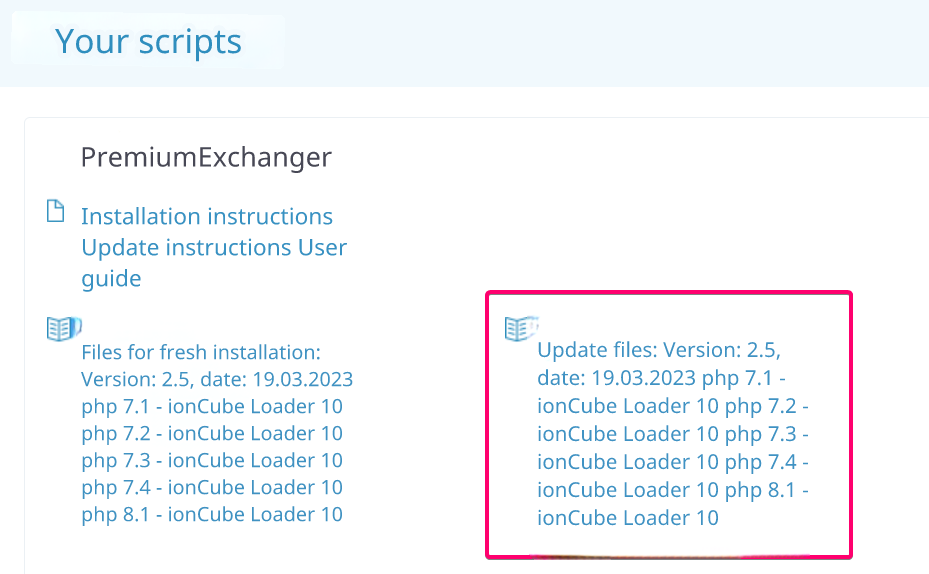 Your scripts
PremiumExchanger
Installation instructions
Update instructions User
guide
Files for fresh installation:
Version: 2.5, date: 19.03.2023
php 7.1 - ionCube Loader 10
php 7.2 - ionCube Loader 10
php 7.3 - ionCube Loader 10
php 7.4 - ionCube Loader 10
php 8.1 - ionCube Loader 10
Update files: Version: 2.5,
date: 19.03.2023 php 7.1 -
ionCube Loader 10 php 7.2 -
ionCube Loader 10 php 7.3 -
ionCube Loader 10 php 7.4 -
ionCube Loader 10 php 8.1 -
ionCube Loader 10